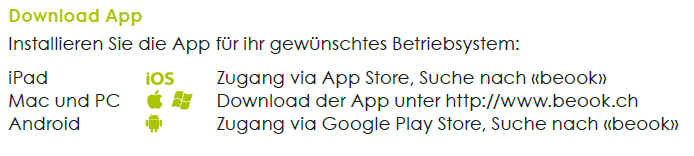 Download App
Installieren Sie die App für ihr gewünschtes Betriebsystem:
iPad iOS Zugang via App Store, Suche nach «beook»
Mac und PC Download der App unter http://www.beook.ch
Android Zugang via Google Play Store, Suche nach «beook»